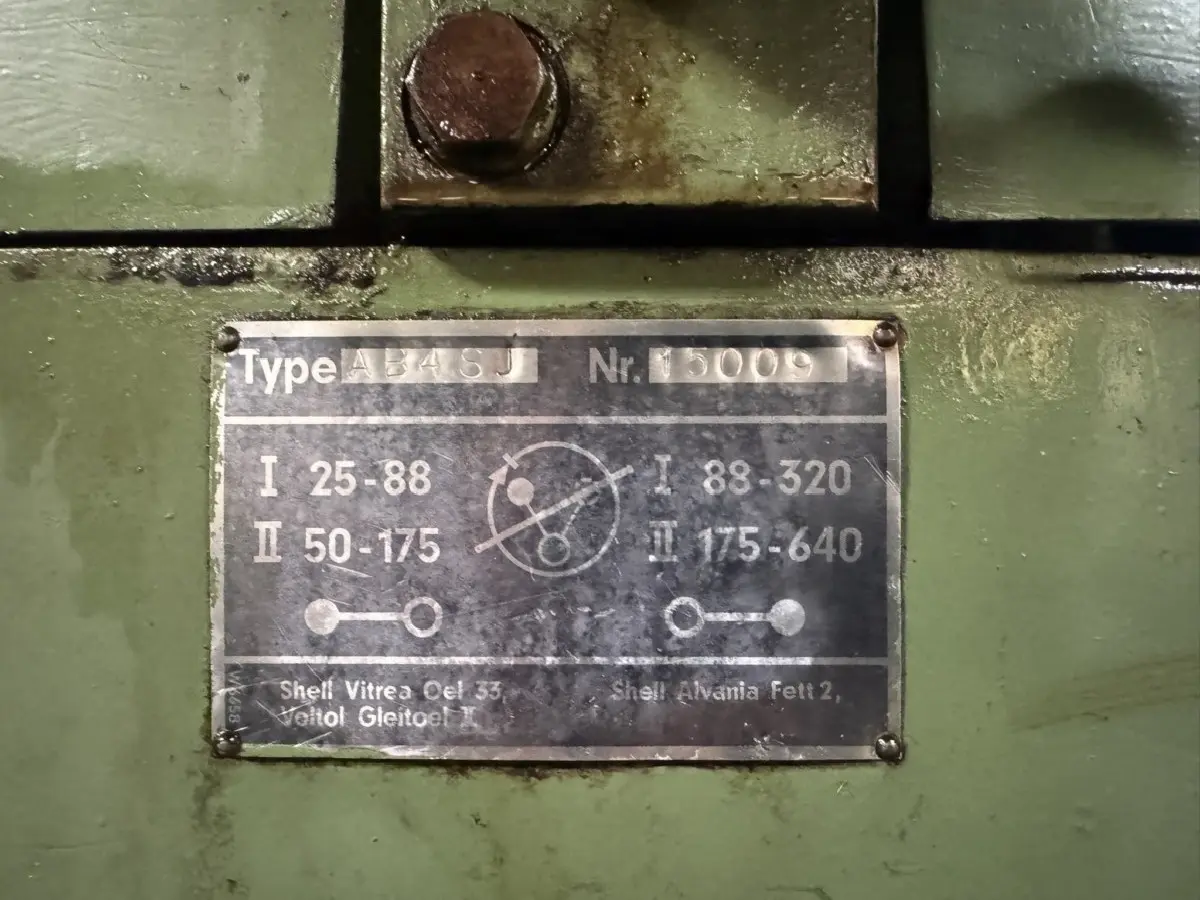 Type AB4SJ Nr. 15009
I 25-88 I 88-320
II 50-175 II 175-640
Shell Vitrea Oel 33, Shell Alvania Fett 2,
Voltol Gleitoel II